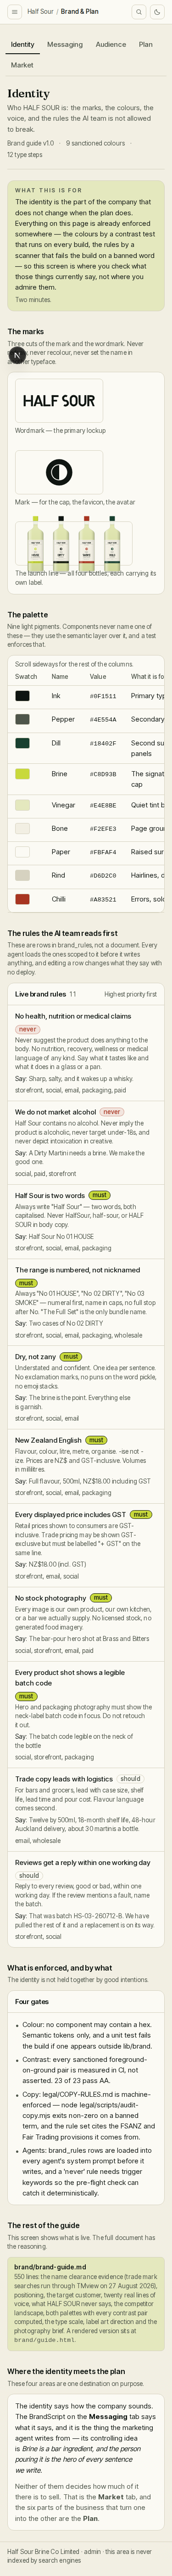 Half Sour / Brand & Plan
Identity
Messaging
Audience
Plan
Market
Identity
Who HALF SOUR is: the marks, the colours, the
voice, and the rules the AI team is not allowed
to break.
Brand guide v1.0 · 9 sanctioned colours ·
12 type steps
WHAT THIS IS FOR
The identity is the part of the company that
does not change when the plan does.
Everything on this page is already enforced
somewhere — the colours by a contrast test
that runs on every build, the rules by a
scanner that fails the build on a banned word
— so this screen is where you check what
those things currently say, not where you
admire them.
Two minutes.
The marks
Three cuts of the mark and the wordmark. Never
never recolour, never set the name in
typeface.
N
HALF SOUR
Wordmark — the primary lockup
Mark — for the cap, the favicon, the avatar
The launch line — all four bottles, each carrying its
own label.
The palette
Nine light pigments. Components never name one of
these — they use the semantic layer over it, and a test
enforces that.
Scroll sideways for the rest of the columns.
Swatch Name Value What it is fo
Ink #0F1511 Primary typ
Pepper #4E554A Secondary
Dill #18402F Second su
panels
Brine #C8D93B The signat
cap
Vinegar #E4E8BE Quiet tint b
Bone #F2EFE3 Page groun
Paper #FBFAF4 Raised sur
Rind #D6D2C0 Hairlines, d
Chilli #A83521 Errors, solo
The rules the AI team reads first
These are rows in brand_rules, not a document. Every
agent loads the ones scoped to it before it writes
anything, and editing a row changes what they say with
no deploy.
Live brand rules 11
Highest priority first
No health, nutrition or medical claims
never
Never suggest the product does anything to the
body. No nutrition, recovery, wellness or medical
language of any kind. Say what it tastes like and
what it does in a glass or a pan.
Say: Sharp, salty, and it wakes up a whisky.
storefront, social, email, packaging, paid
We do not market alcohol never
Half Sour contains no alcohol. Never imply the
product is alcoholic, never target under-18s, and
never depict intoxication in creative.
Say: A Dirty Martini needs a brine. We make the
good one.
social, paid, storefront
Half Sour is two words must
Always write "Half Sour" — two words, both
capitalised. Never HalfSour, half-sour, or HALF
SOUR in body copy.
Say: Half Sour No 01 HOUSE
storefront, social, email, packaging
The range is numbered, not nicknamed
must
Always "No 01 HOUSE", "No 02 DIRTY", "No 03
SMOKE" — numeral first, name in caps, no full stop
after No. "The Full Set" is the only bundle name.
Say: Two cases of No 02 DIRTY
storefront, social, email, packaging, wholesale
Dry, not zany must
Understated and confident. One idea per sentence.
No exclamation marks, no puns on the word pickle,
no emoji stacks.
Say: The brine is the point. Everything else
is garnish.
storefront, social, email
New Zealand English must
Flavour, colour, litre, metre, organise. -ise not -
ize. Prices are NZ$ and GST-inclusive. Volumes
in millilitres.
Say: Full flavour, 500ml, NZ$18.00 including GST
storefront, social, email, packaging
Every displayed price includes GST must
Retail prices shown to consumers are GST-
inclusive. Trade pricing may be shown GST-
exclusive but must be labelled "+ GST" on the
same line.
Say: NZ$18.00 (incl. GST)
storefront, email, social
No stock photography must
Every image is our own product, our own kitchen,
or a bar we actually supply. No licensed stock, no
generated food imagery.
Say: The bar-pour hero shot at Brass and Bitters
social, storefront, email, paid
Every product shot shows a legible
batch code
must
Hero and packaging photography must show the
neck-label batch code in focus. Do not retouch
it out.
Say: The batch code legible on the neck of
the bottle
social, storefront, packaging
Trade copy leads with logistics should
For bars and grocers, lead with case size, shelf
life, lead time and pour cost. Flavour language
comes second.
Say: Twelve by 500ml, 18-month shelf life, 48-hour
Auckland delivery, about 30 martinis a bottle.
email, wholesale
Reviews get a reply within one working day
should
Reply to every review, good or bad, within one
working day. If the review mentions a fault, name
the batch.
Say: That was batch HS-03-260712-B. We have
pulled the rest of it and a replacement is on its way.
storefront, social
What is enforced, and by what
The identity is not held together by good intentions.
Four gates
• Colour: no component may contain a hex.
Semantic tokens only, and a unit test fails
the build if one appears outside lib/brand.
• Contrast: every sanctioned foreground-
on-ground pair is measured in CI, not
asserted. 23 of 23 pass AA.
• Copy: legal/COPY-RULES.md is machine-
enforced — node legal/scripts/audit-
copy.mjs exits non-zero on a banned
term, and the rule set cites the FSANZ and
Fair Trading provisions it comes from.
• Agents: brand_rules rows are loaded into
every agent's system prompt before it
writes, and a 'never' rule needs trigger
keywords so the pre-flight check can
catch it deterministically.
The rest of the guide
This screen shows what is live. The full document has
the reasoning.
brand/brand-guide.md
550 lines: the name clearance evidence (trade mark
searches run through TMview on 27 August 2026),
positioning, the target customer, twenty real lines of
voice, what HALF SOUR never says, the competitor
landscape, both palettes with every contrast pair
computed, the type scale, label art direction and the
photography brief. A rendered version is at
brand/guide.html.
Where the identity meets the plan
These four areas are one destination on purpose.
The identity says how the company sounds.
The BrandScript on the Messaging tab says
what it says, and it is the thing the marketing
agent writes from — its controlling idea
is Brine is a bar ingredient, and the person
pouring it is the hero of every sentence
we write.
Neither of them decides how much of it
there is to sell. That is the Market tab, and
the six parts of the business that turn one
into the other are the Plan.
Half Sour Brine Co Limited · admin · this area is never
indexed by search engines